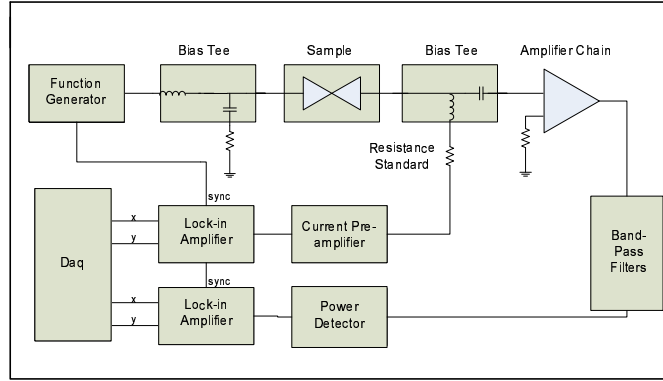 Bias Tee
Sample
Bias Tee
Amplifier Chain
Function
Generator
Resistance
Standard
sync
x
y
Lock-in
Amplifier
Current Pre-
amplifier
Daq
Band-
Pass
Filters
sync
x
y
Lock-in
Amplifier
Power
Detector